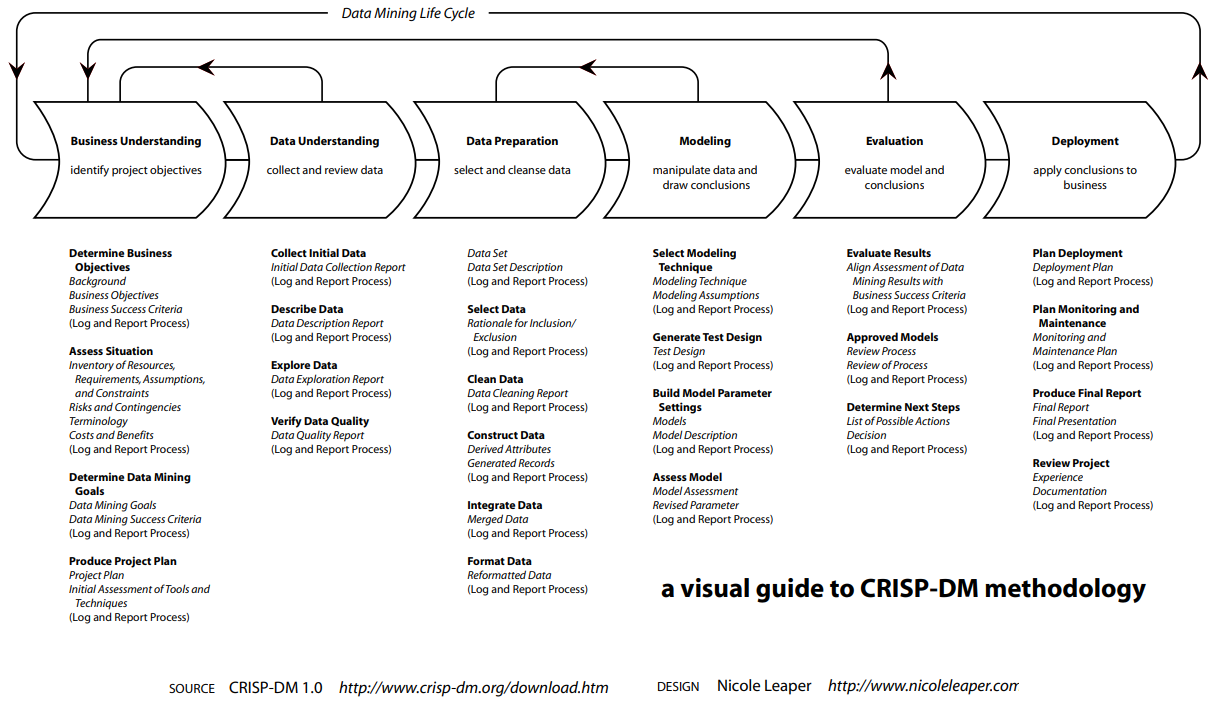 Data Mining Life Cycle
Business Understanding
identify project objectives
Data Understanding
collect and review data
Data Preparation
select and cleanse data
Modeling
manipulate data and
draw conclusions
Evaluation
evaluate model and
conclusions
Deployment
apply conclusions to
business
Determine Business
Objectives
Background
Business Objectives
Business Success Criteria
(Log and Report Process)
Assess Situation
Inventory of Resources,
Requirements, Assumptions,
and Constraints
Risks and Contingencies
Terminology
Costs and Benefits
(Log and Report Process)
Determine Data Mining
Goals
Data Mining Goals
Data Mining Success Criteria
(Log and Report Process)
Produce Project Plan
Project Plan
Initial Assessment of Tools and
Techniques
(Log and Report Process)
Collect Initial Data
Initial Data Collection Report
(Log and Report Process)
Describe Data
Data Description Report
(Log and Report Process)
Explore Data
Data Exploration Report
(Log and Report Process)
Verify Data Quality
Data Quality Report
(Log and Report Process)
Data Set
Data Set Description
(Log and Report Process)
Select Data
Rationale for Inclusion/
Exclusion
(Log and Report Process)
Clean Data
Data Cleaning Report
(Log and Report Process)
Construct Data
Derived Attributes
Generated Records
(Log and Report Process)
Integrate Data
Merged Data
(Log and Report Process)
Format Data
Reformatted Data
(Log and Report Process)
Select Modeling
Technique
Modeling Technique
Modeling Assumptions
(Log and Report Process)
Generate Test Design
Test Design
(Log and Report Process)
Build Model Parameter
Settings
Models
Model Description
(Log and Report Process)
Assess Model
Model Assessment
Revised Parameter
(Log and Report Process)
Evaluate Results
Align Assessment of Data
Mining Results with
Business Success Criteria
(Log and Report Process)
Approved Models
Review Process
Review of Process
(Log and Report Process)
Determine Next Steps
List of Possible Actions
Decision
(Log and Report Process)
Plan Deployment
Deployment Plan
(Log and Report Process)
Plan Monitoring and
Maintenance
Monitoring and
Maintenance Plan
(Log and Report Process)
Produce Final Report
Final Report
Final Presentation
(Log and Report Process)
Review Project
Experience
Documentation
(Log and Report Process)
a visual guide to CRISP-DM methodology
SOURCE CRISP-DM 1.0 http://www.crisp-dm.org/download.htm
DESIGN Nicole Leaper http://www.nicoleleaper.com